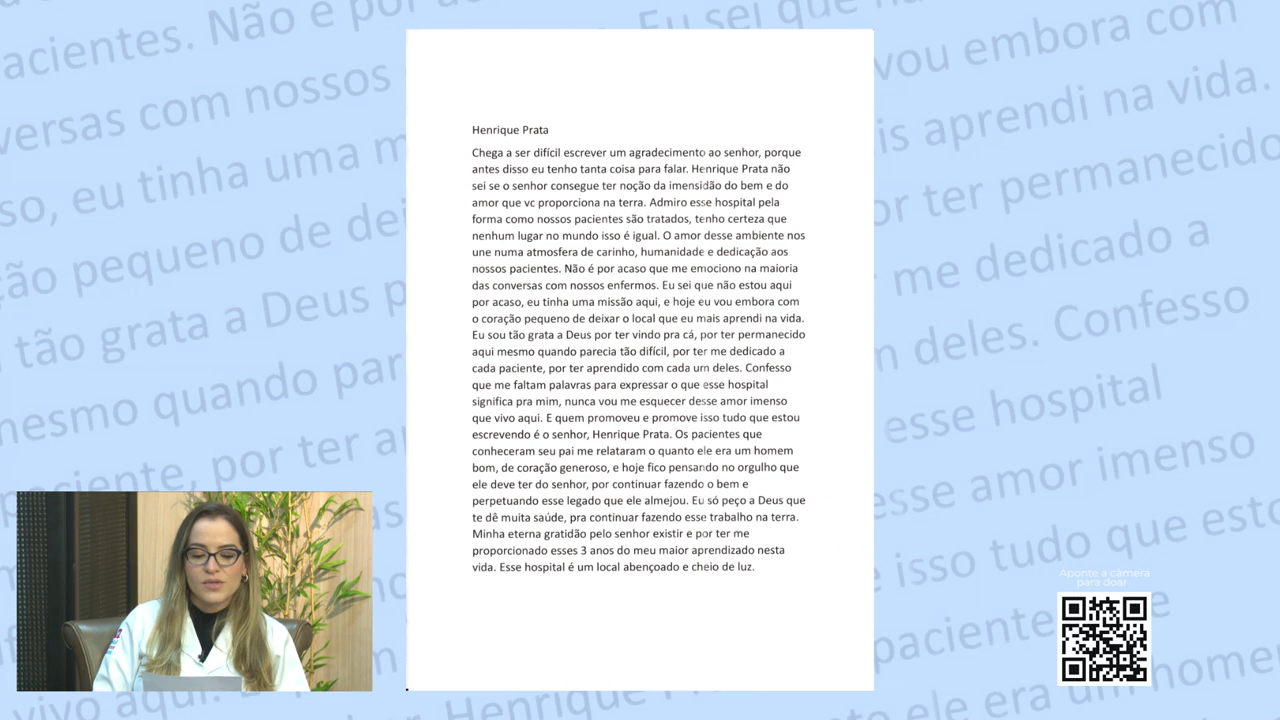 Henrique Prata
Chega a ser difícil escrever um agradecimento ao senhor, porque
antes disso eu tenho tanta coisa para falar. Henrique Prata não
sei se o senhor consegue ter noção da imensidão do bem e do
amor que vc proporciona na terra. Admiro esse hospital pela
forma como nossos pacientes são tratados, tenho certeza que
nenhum lugar no mundo isso é igual. O amor desse ambiente nos
une numa atmosfera de carinho, humanidade e dedicação aos
nossos pacientes. Não é por acaso que me emociono na maioria
das conversas com nossos enfermos. Eu sei que não estou aqui
por acaso, eu tinha uma missão aqui, e hoje eu vou embora com
o coração pequeno de deixar o local que eu mais aprendi na vida.
Eu sou tão grata a Deus por ter vindo pra cá, por ter permanecido
aqui mesmo quando parecia tão difícil, por ter me dedicado a
cada paciente, por ter aprendido com cada um deles. Confesso
que me faltam palavras para expressar o que esse hospital
significa pra mim, nunca vou me esquecer desse amor imenso
que vivo aqui. E quem promoveu e promove isso tudo que estou
escrevendo é o senhor, Henrique Prata. Os pacientes que
conheceram seu pai me relataram o quanto ele era um homem
bom, de coração generoso, e hoje fico pensando no orgulho que
ele deve ter do senhor, por continuar fazendo o bem e
perpetuando esse legado que ele almejou. Eu só peço a Deus que
te dê muita saúde, pra continuar fazendo esse trabalho na terra.
Minha eterna gratidão pelo senhor existir e por ter me
proporcionado esses 3 anos do meu maior aprendizado nesta
vida. Esse hospital é um local abençoado e cheio de luz.
Aponte a câmera
para doar